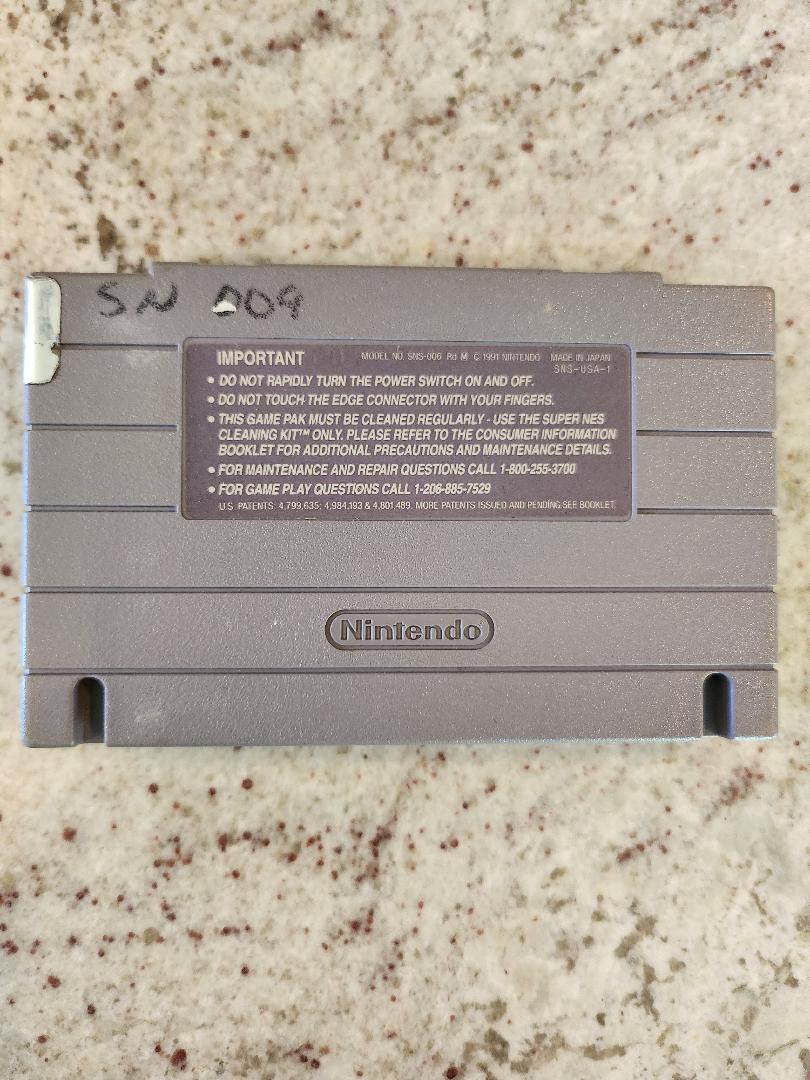 SN 009
IMPORTANT MODEL NO. SNS-006 Rd M © 1991 NINTENDO MADE IN JAPAN
SNS-USA-1
• DO NOT RAPIDLY TURN THE POWER SWITCH ON AND OFF.
• DO NOT TOUCH THE EDGE CONNECTOR WITH YOUR FINGERS.
• THIS GAME PAK MUST BE CLEANED REGULARLY - USE THE SUPER NES
CLEANING KIT™ ONLY. PLEASE REFER TO THE CONSUMER INFORMATION
BOOKLET FOR ADDITIONAL PRECAUTIONS AND MAINTENANCE DETAILS.
• FOR MAINTENANCE AND REPAIR QUESTIONS CALL 1-800-255-3700
• FOR GAME PLAY QUESTIONS CALL 1-206-885-7529
U.S. PATENTS: 4,799,635; 4,984,193 & 4,801,489. MORE PATENTS ISSUED AND PENDING-SEE BOOKLET.
Nintendo